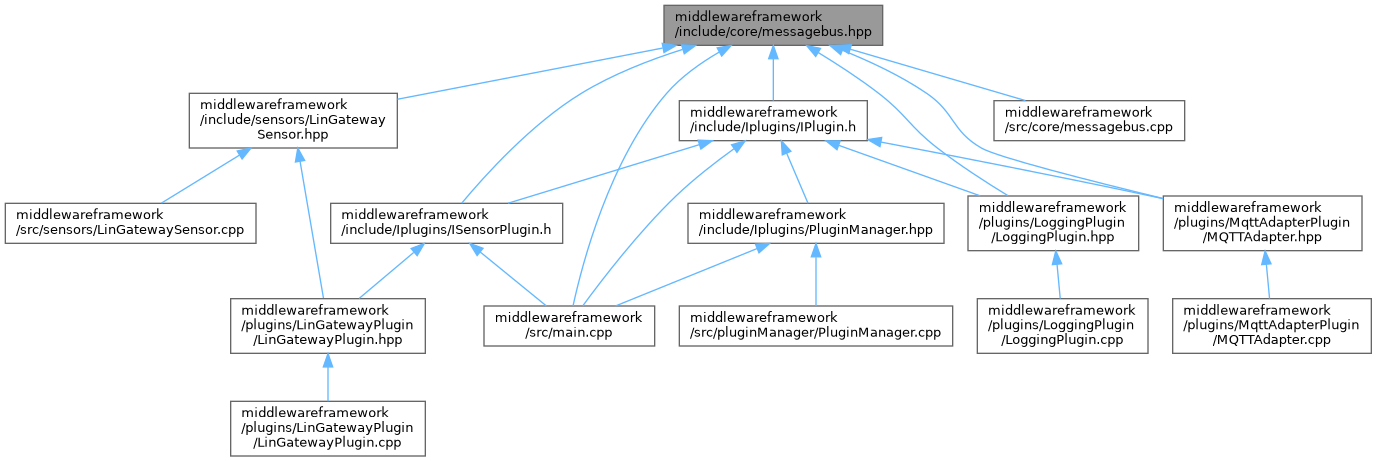 middlewareframework
/include/core/messagebus.hpp
middlewareframework
/include/sensors/LinGateway
Sensor.hpp
middlewareframework
/include/Iplugins/IPlugin.h
middlewareframework
/src/core/messagebus.cpp
middlewareframework
/src/sensors/LinGatewaySensor.cpp
middlewareframework
/include/Iplugins/ISensorPlugin.h
middlewareframework
/include/Iplugins/PluginManager.hpp
middlewareframework
/plugins/LoggingPlugin
/LoggingPlugin.hpp
middlewareframework
/plugins/MqttAdapterPlugin
/MQTTAdapter.hpp
middlewareframework
/plugins/LinGatewayPlugin
/LinGatewayPlugin.hpp
middlewareframework
/src/main.cpp
middlewareframework
/src/pluginManager/PluginManager.cpp
middlewareframework
/plugins/LoggingPlugin
/LoggingPlugin.cpp
middlewareframework
/plugins/MqttAdapterPlugin
/MQTTAdapter.cpp
middlewareframework
/plugins/LinGatewayPlugin
/LinGatewayPlugin.cpp